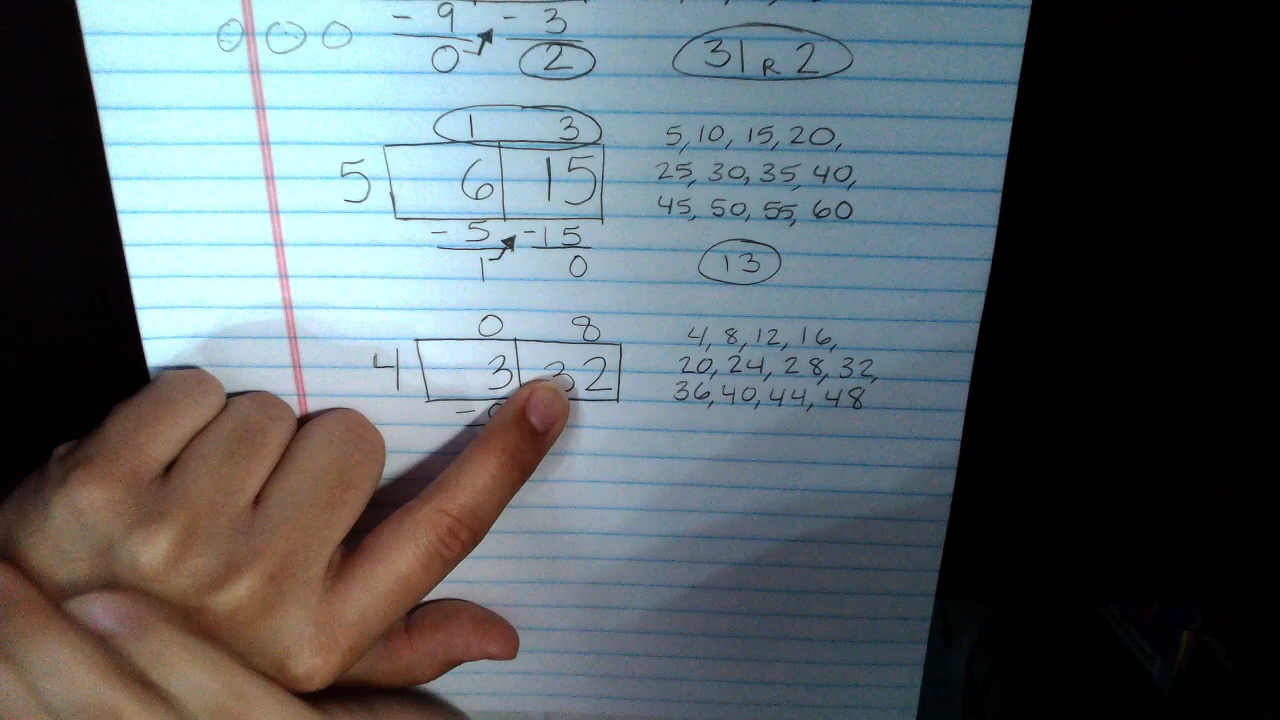 - 9 - 3
0 2 31 R 2
1 3 5, 10, 15, 20,
5 6 15 25, 30, 35, 40,
45, 50, 55, 60
- 5 - 15
1 0 13
0 8 4, 8, 12, 16,
4 3 32 20, 24, 28, 32,
36, 40, 44, 48
-